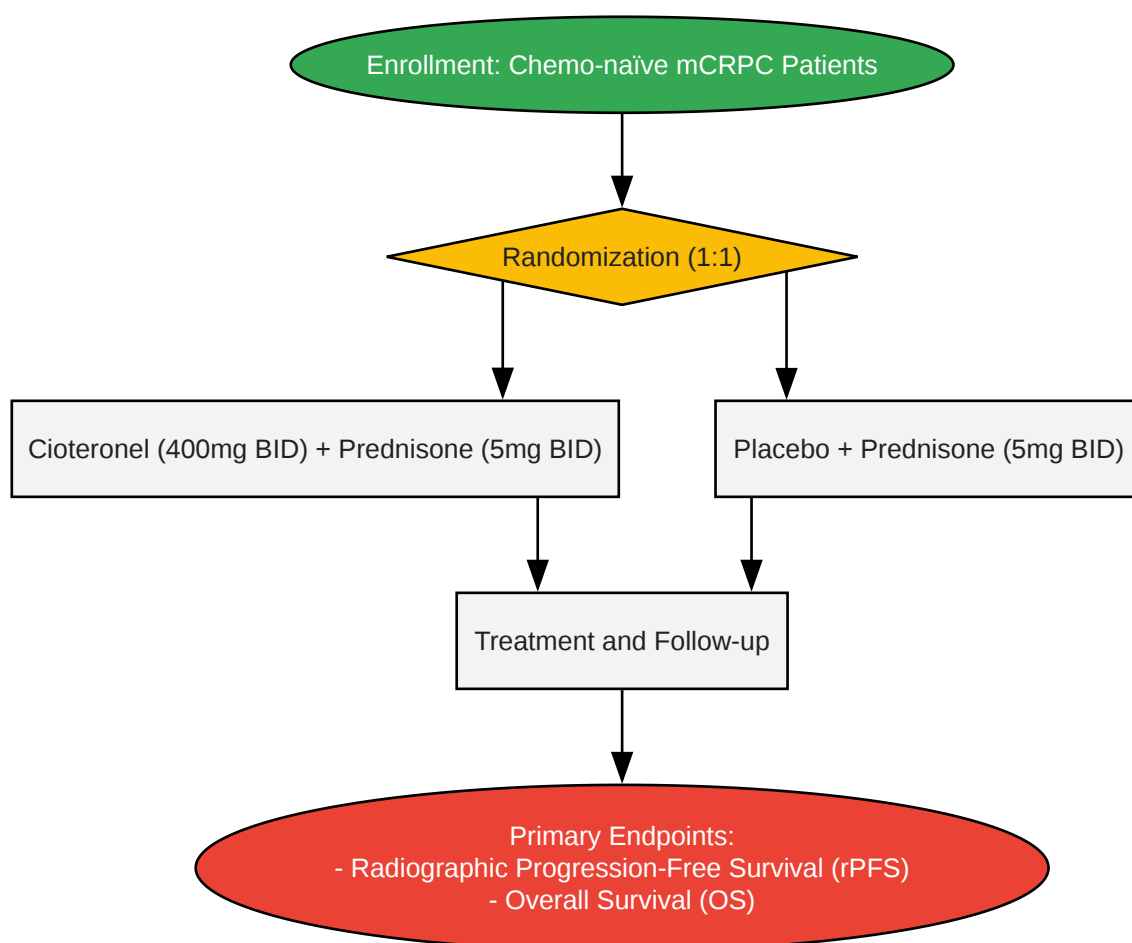 Enrollment: Chemo-naïve mCRPC Patients
Randomization (1:1)
Cioteronel (400mg BID) + Prednisone (5mg BID)
Placebo + Prednisone (5mg BID)
Treatment and Follow-up
Primary Endpoints:
- Radiographic Progression-Free Survival (rPFS)
- Overall Survival (OS)